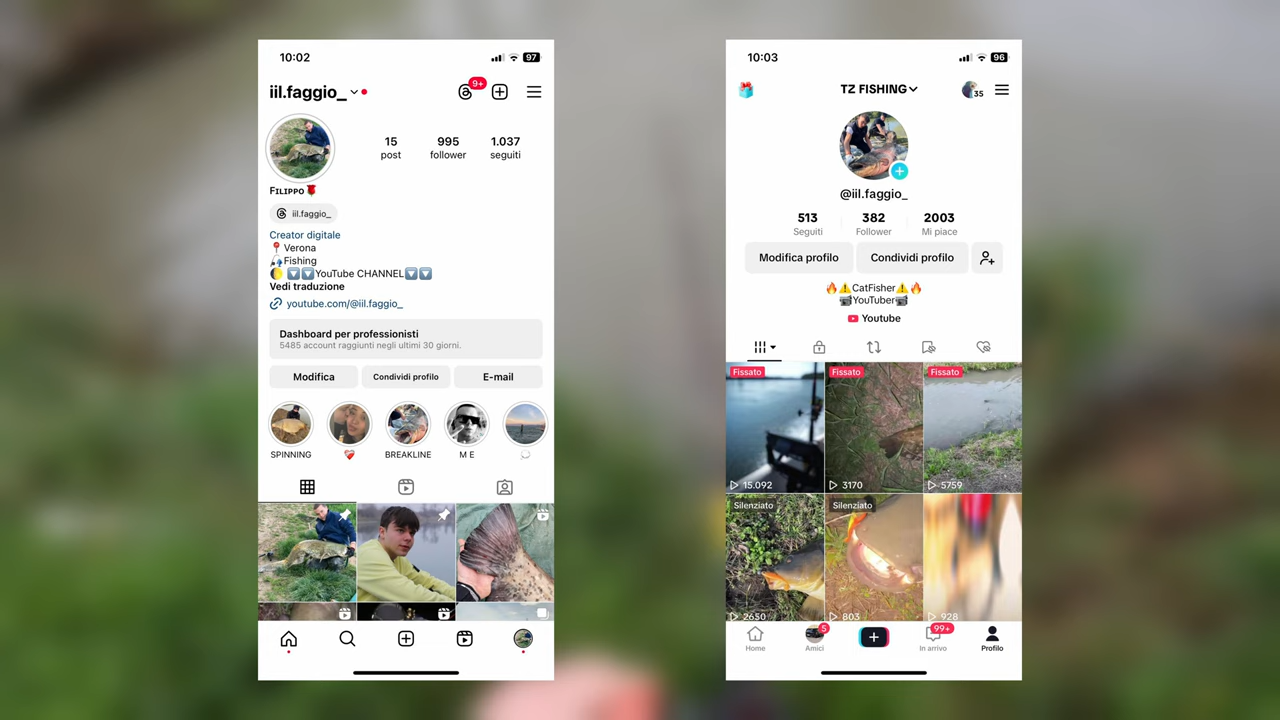 10:02
97
iil.faggio_
9+
15
995
1.037
post
follower
seguiti
Filippo
iil.faggio_
Creator digitale
Verona
Fishing
YouTube CHANNEL
Vedi traduzione
youtube.com/@iil.faggio_
Dashboard per professionisti
5485 account raggiunti negli ultimi 30 giorni.
Modifica
Condividi profilo
E-mail
SPINNING
BREAKLINE
M E
10:03
96
TZ FISHING
35
@iil.faggio_
513
382
2003
Seguiti
Follower
Mi piace
Modifica profilo
Condividi profilo
CatFisher
YouTuber
Youtube
Fissato
Fissato
Fissato
15.092
3170
5759
Silenziato
Silenziato
2650
803
928
5
99+
Home
Amici
In arrivo
Profilo